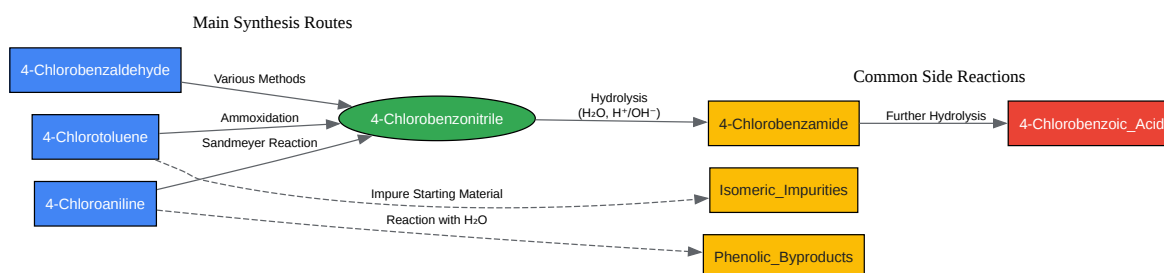 Main Synthesis Routes
4-Chlorobenzaldehyde
Various Methods
4-Chlorotoluene
Ammoxidation
Sandmeyer Reaction
4-Chloroaniline
4-Chlorobenzonitrile
Hydrolysis
(H₂O, H⁺/OH⁻)
Common Side Reactions
4-Chlorobenzamide
Further Hydrolysis
4-Chlorobenzoic_Acid
Impure Starting Material
Isomeric_Impurities
Reaction with H₂O
Phenolic_Byproducts